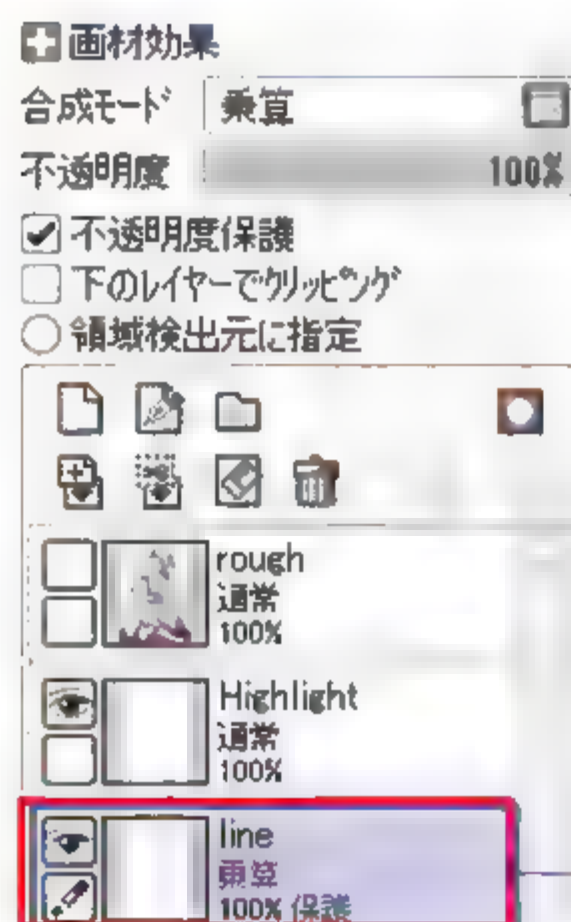 画材効果
合成モード 乗算
不透明度 100%
不透明度保護
下のレイヤーでクリッピング
領域検出元に指定
rough
通常
100%
Highlight
通常
100%
line
乗算
100% 保護